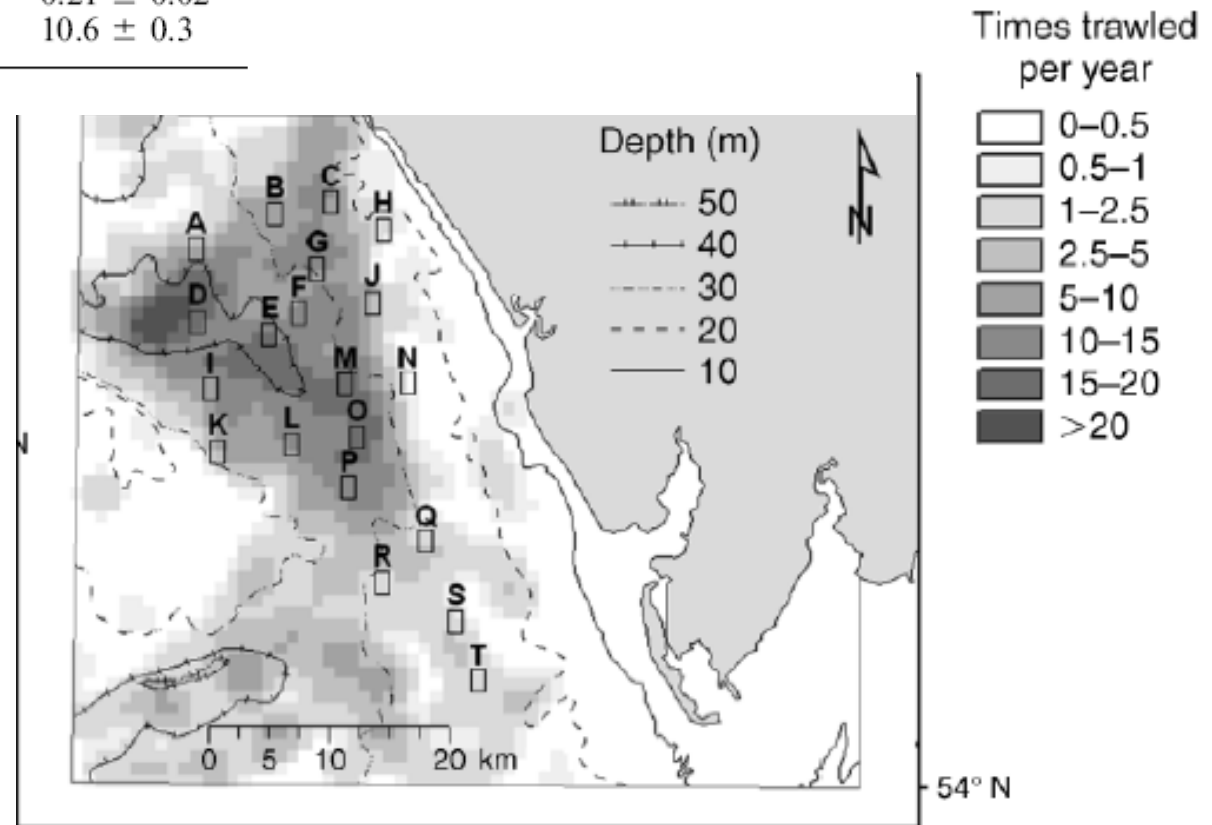 10.6 ± 0.3
Times trawled
per year
0–0.5
0.5–1
1–2.5
2.5–5
5–10
10–15
15–20
>20
Depth (m)
50
40
30
20
10
N
A
B
C
H
G
J
D
E
F
I
M
N
K
L
O
P
Q
R
S
T
0 5 10 20 km
54° N